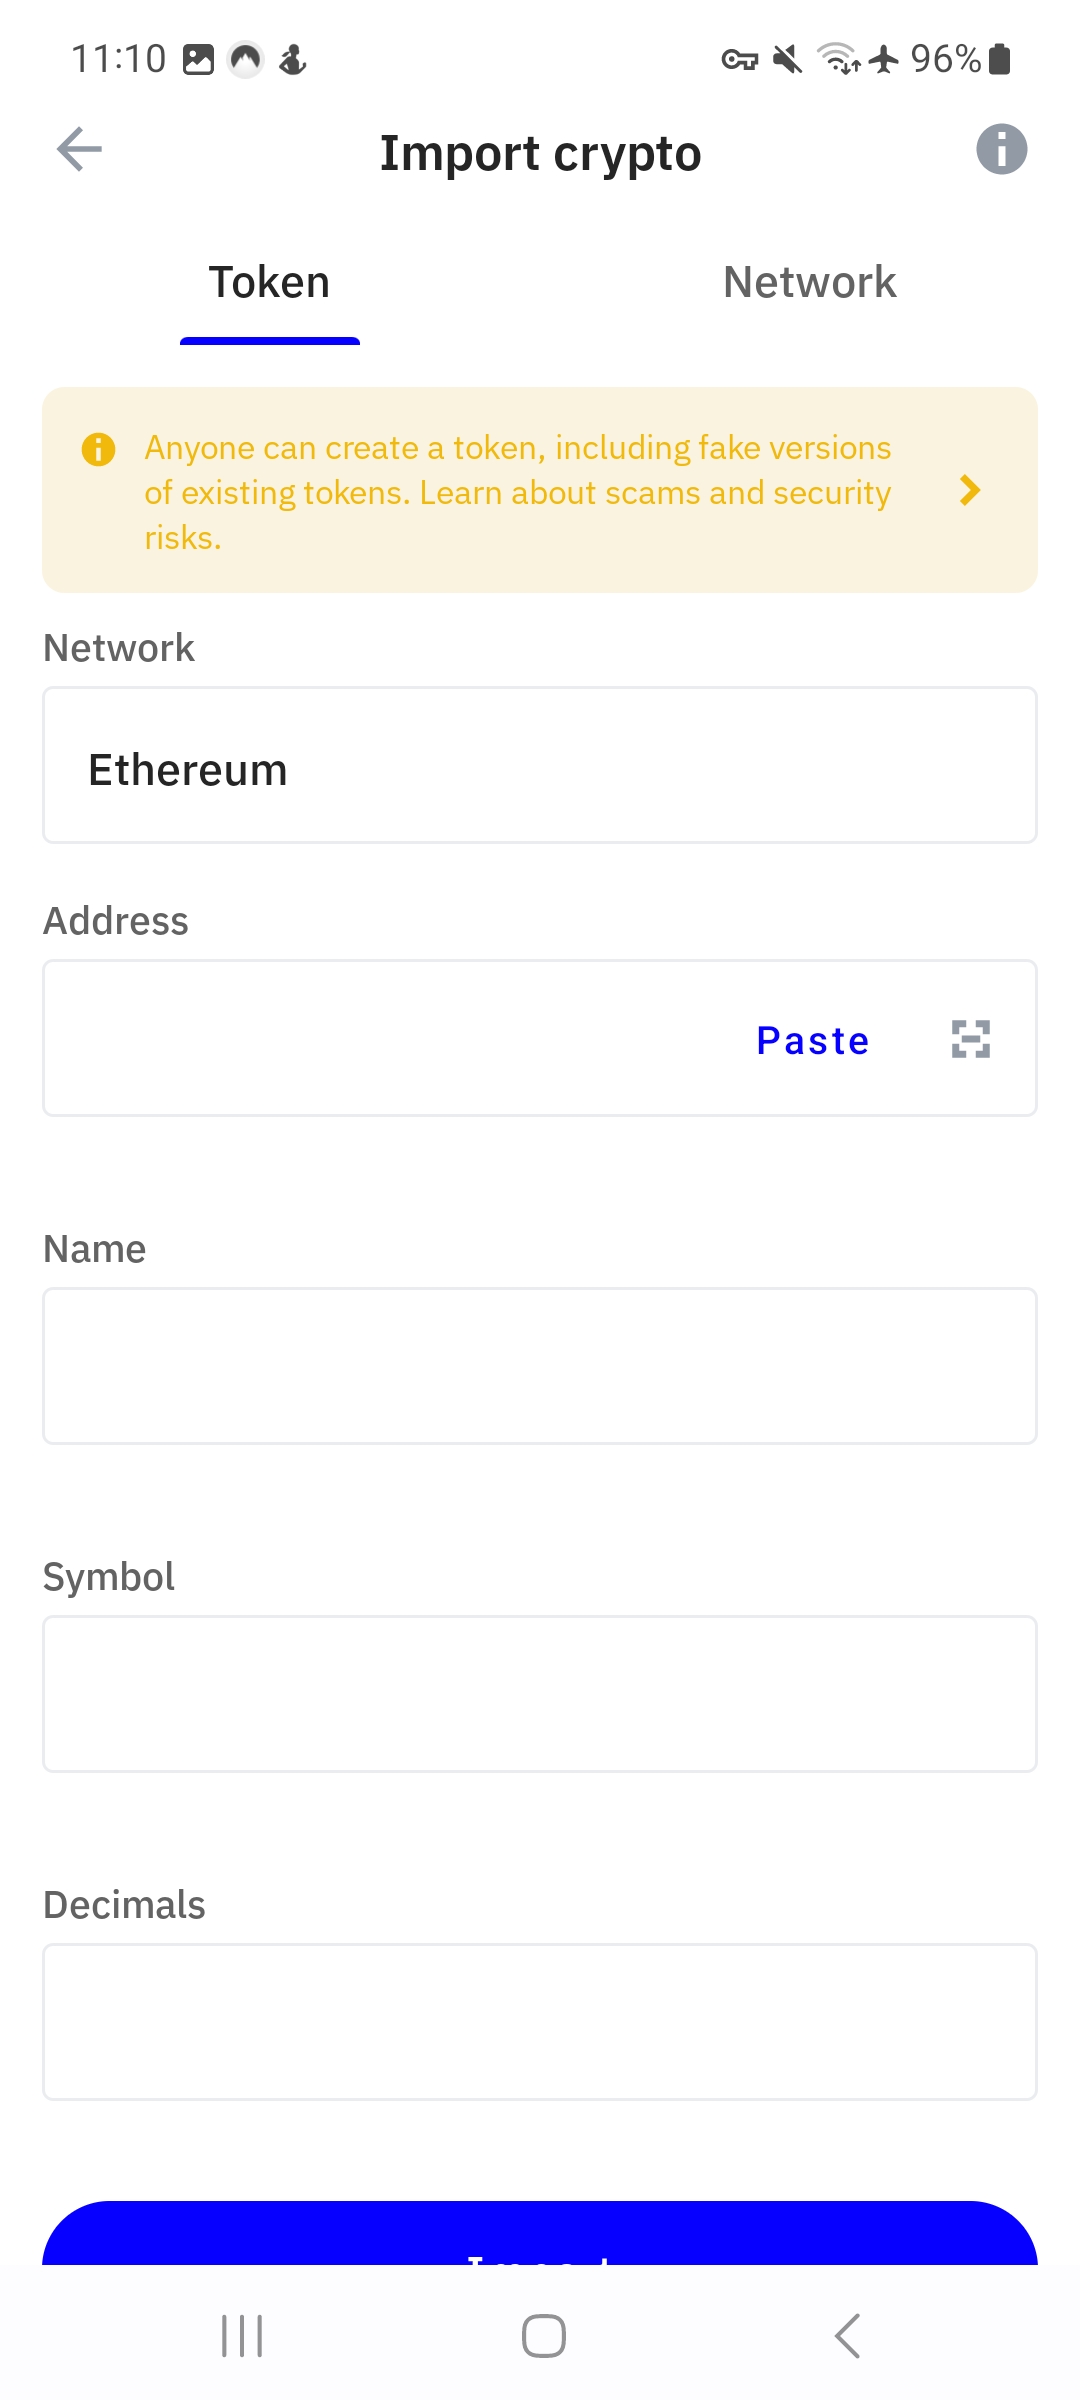 11:10
96%
Import crypto
Token
Network
Anyone can create a token, including fake versions
of existing tokens. Learn about scams and security
risks.
Network
Ethereum
Address
Paste
Name
Symbol
Decimals